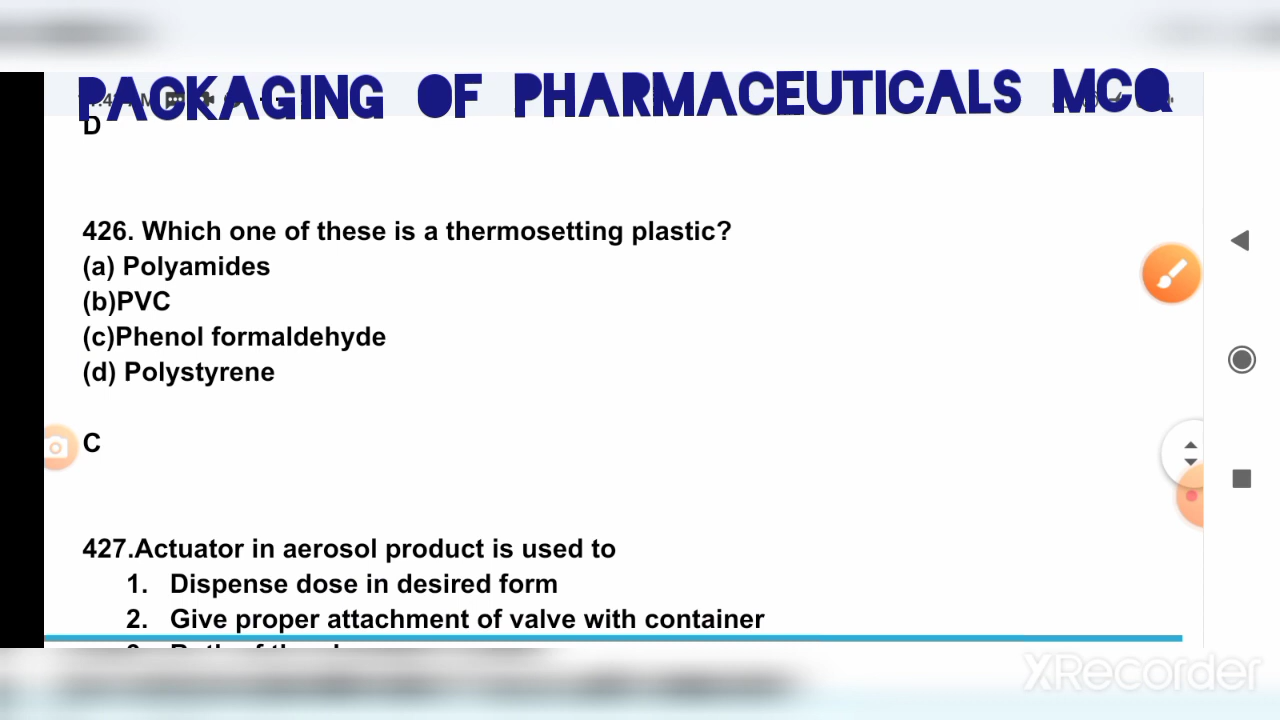 PACKAGING OF PHARMACEUTICALS MCQ
D
426. Which one of these is a thermosetting plastic?
(a) Polyamides
(b)PVC
(c)Phenol formaldehyde
(d) Polystyrene
C
427.Actuator in aerosol product is used to
1. Dispense dose in desired form
2. Give proper attachment of valve with container
XRecorder